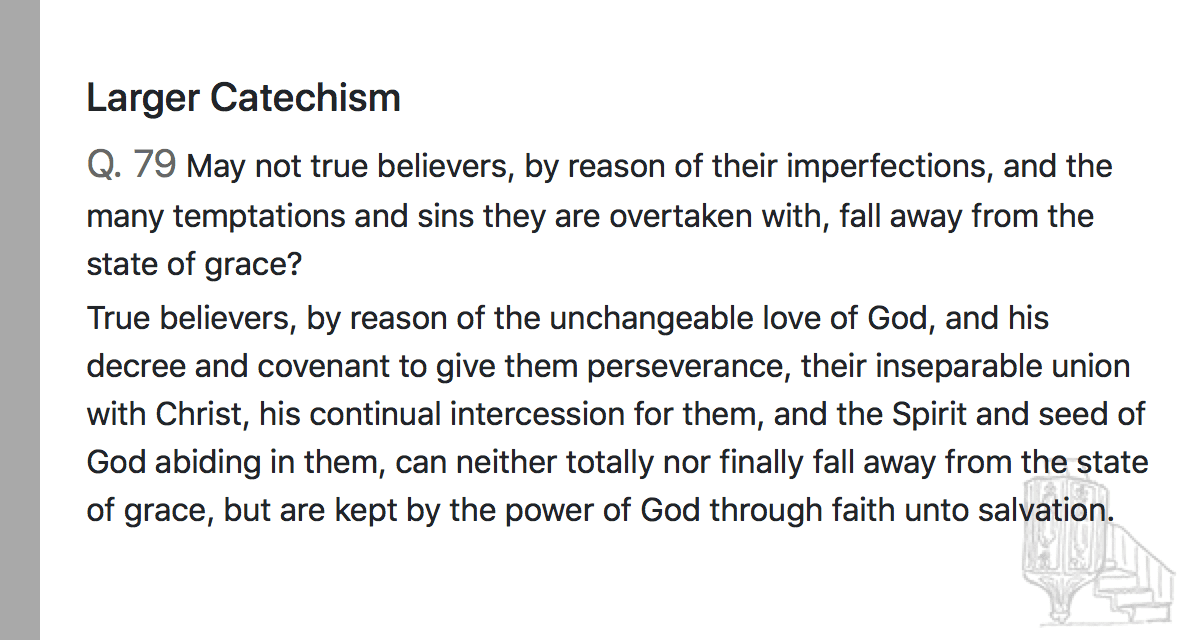 Larger Catechism
Q. 79 May not true believers, by reason of their imperfections, and the
many temptations and sins they are overtaken with, fall away from the
state of grace?
True believers, by reason of the unchangeable love of God, and his
decree and covenant to give them perseverance, their inseparable union
with Christ, his continual intercession for them, and the Spirit and seed of
God abiding in them, can neither totally nor finally fall away from the state
of grace, but are kept by the power of God through faith unto salvation.